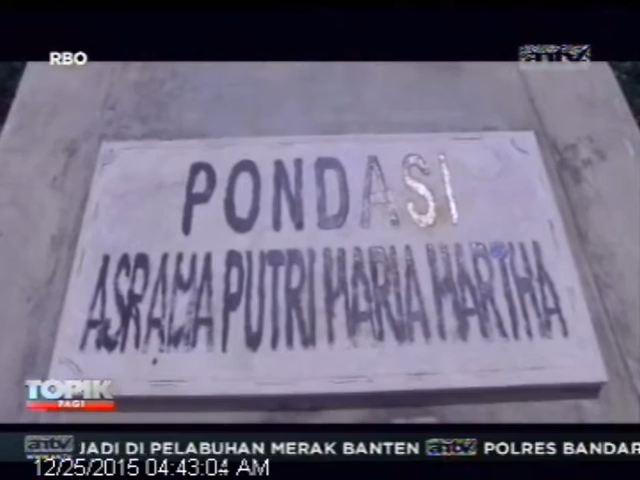 RBO
antv
PONDASI
ASRAMA PUTRI MARIA MARTHA
TOPIK
PAGI
antv JADI DI PELABUHAN MERAK BANTEN antv POLRES BANDAR
12/25/2015 04:43:04 AM